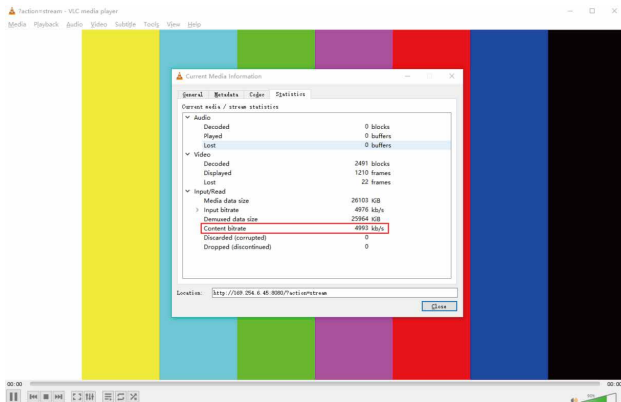 ?action=stream - VLC media player
Media Playback Audio Video Subtitle Tools View Help
Current Media Information
General Metadata Codec Statistics
Current media / stream statistics
Audio
Decoded 0 blocks
Played 0 buffers
Lost 0 buffers
Video
Decoded 2491 blocks
Displayed 1210 frames
Lost 22 frames
Input/Read
Media data size 26103 KiB
Input bitrate 4976 kb/s
Demuxed data size 25964 KiB
Content bitrate 4993 kb/s
Discarded (corrupted) 0
Dropped (discontinued) 0
Location: http://169.254.6.45:8080/?action=stream
Close
00:00 00:00